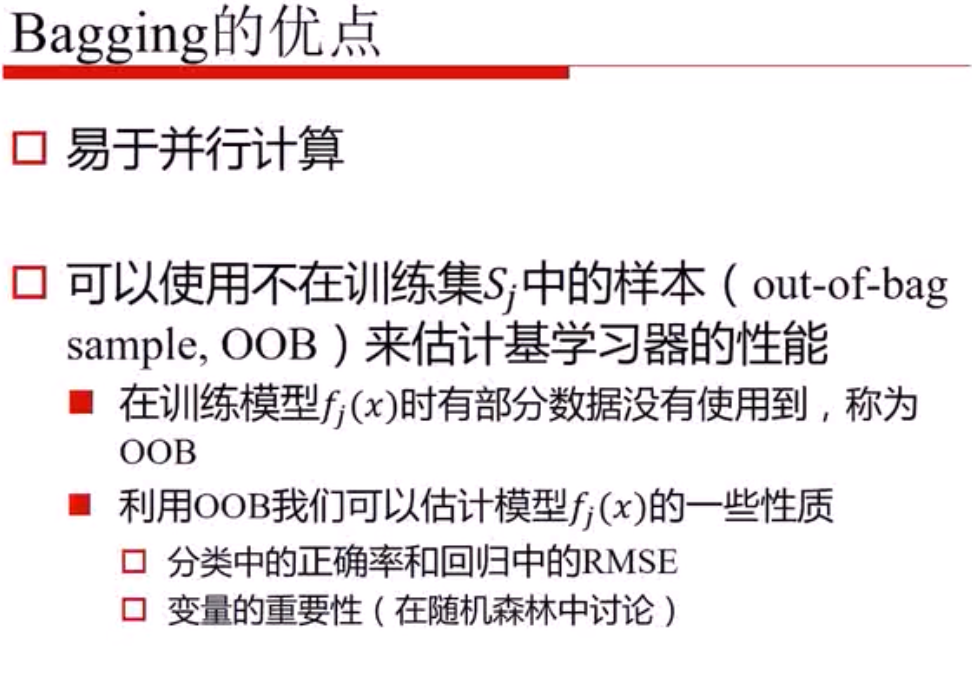 Bagging的优点
易于并行计算
可以使用不在训练集Sj中的样本（out-of-bag
sample, OOB）来估计基学习器的性能
在训练模型fj(x)时有部分数据没有使用到，称为
OOB
利用OOB我们可以估计模型fj(x)的一些性质
分类中的正确率和回归中的RMSE
变量的重要性（在随机森林中讨论）